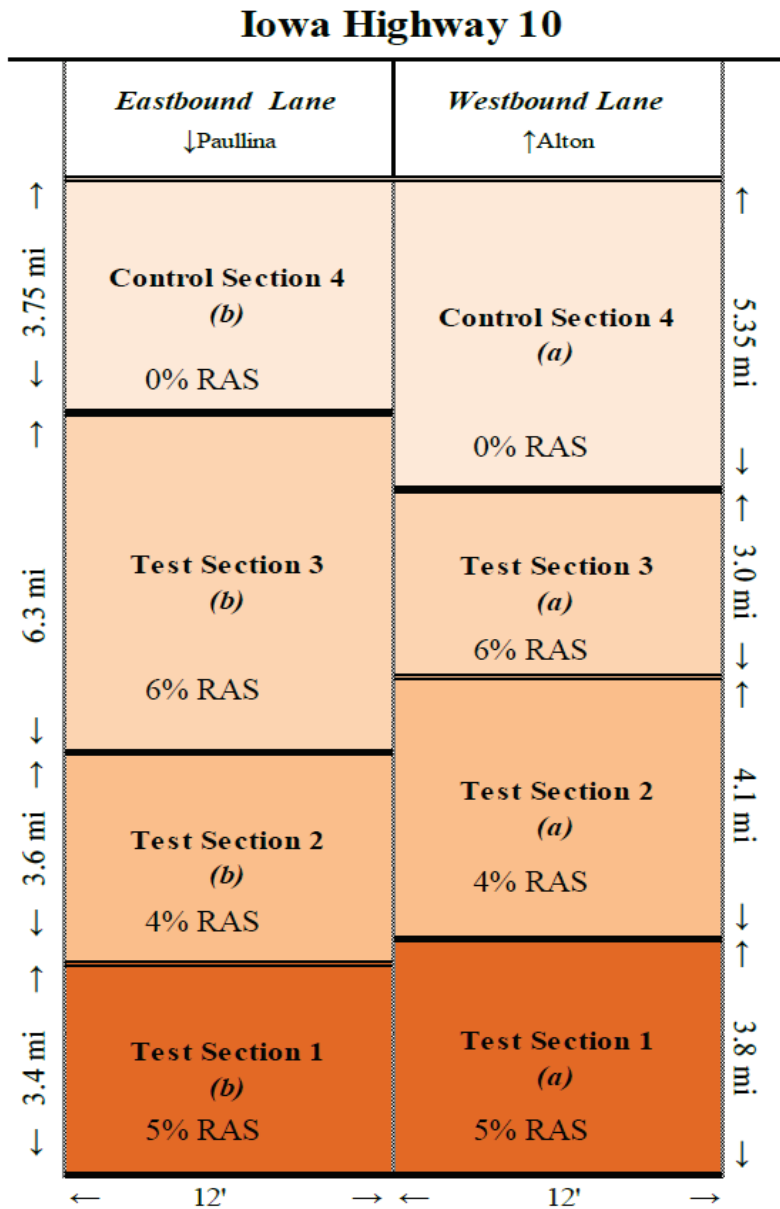 Iowa Highway 10
Eastbound Lane
↓Paullina
Westbound Lane
↑Alton
↑
3.75 mi
↓
Control Section 4
(b)
0% RAS
Control Section 4
(a)
0% RAS
↑
5.35 mi
↓
↑
6.3 mi
↓
Test Section 3
(b)
6% RAS
Test Section 3
(a)
6% RAS
↑
3.0 mi
↓
↑
3.6 mi
↓
Test Section 2
(b)
4% RAS
Test Section 2
(a)
4% RAS
↑
4.1 mi
↓
↑
3.4 mi
↓
Test Section 1
(b)
5% RAS
Test Section 1
(a)
5% RAS
↑
3.8 mi
↓
← 12' → ← 12' →